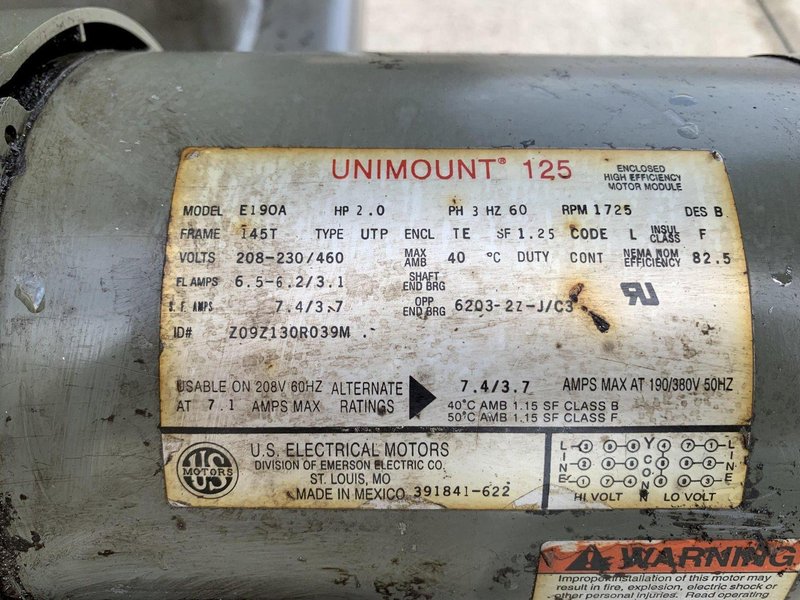 UNIMOUNT® 125
ENCLOSED
HIGH EFFICIENCY
MOTOR MODULE
MODEL E190A HP 2.0 PH 3 HZ 60 RPM 1725 DES B
FRAME 145T TYPE UTP ENCL TE SF 1.25 CODE L INSUL CLASS F
VOLTS 208-230/460 MAX AMB 40 °C DUTY CONT NEMA NOM EFFICIENCY 82.5
FL AMPS 6.5-6.2/3.1 SHAFT END BRG
S.F. AMPS 7.4/3.7 OPP END BRG 6203-2Z-J/C3
ID# Z09Z130R039M
USABLE ON 208V 60HZ ALTERNATE 7.4/3.7 AMPS MAX AT 190/380V 50HZ
AT 7.1 AMPS MAX RATINGS 40°C AMB 1.15 SF CLASS B
50°C AMB 1.15 SF CLASS F
US MOTORS
U.S. ELECTRICAL MOTORS
DIVISION OF EMERSON ELECTRIC CO.
ST. LOUIS, MO
MADE IN MEXICO 391841-622
LINE Y CON LINE
HI VOLT LO VOLT
WARNING
Improper installation of this motor may
result in fire, explosion, electric shock or
other personal injuries. Read operating